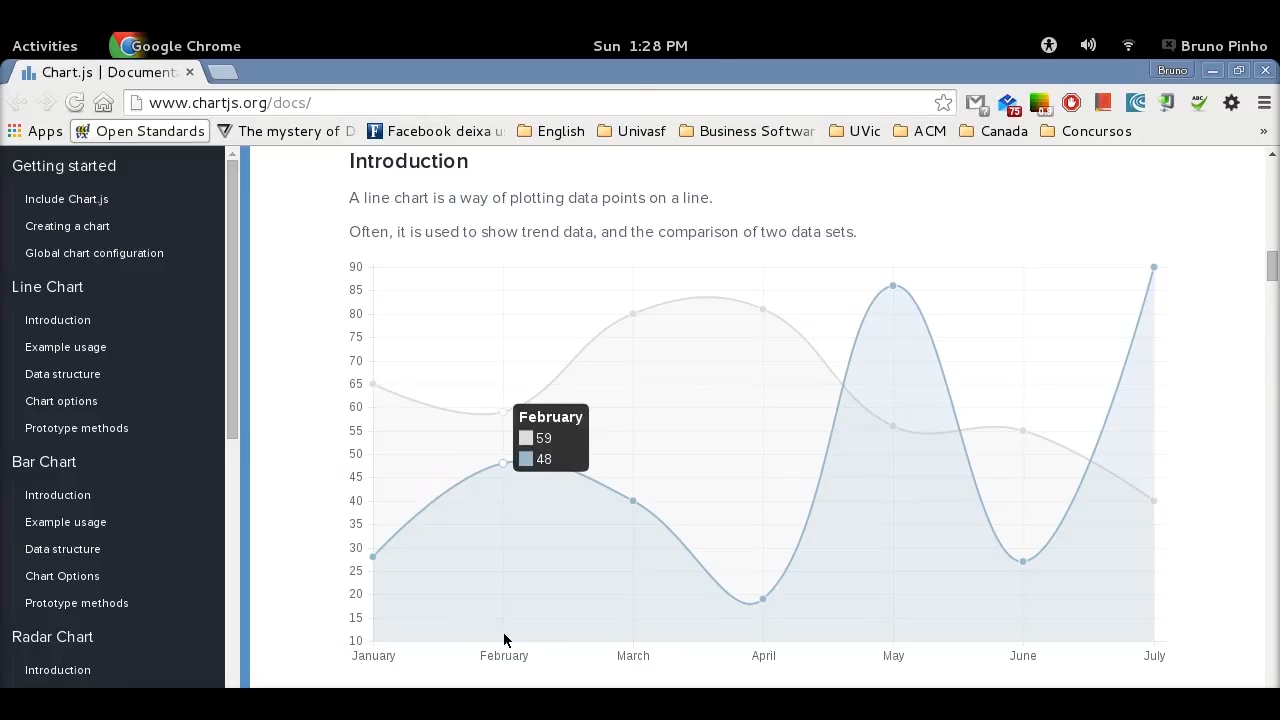 Activities Google Chrome Sun 1:28 PM Bruno Pinho
Chart.js | Document Bruno
www.chartjs.org/docs/ ? 75 0.5 ABC
Apps Open Standards The mystery of D Facebook deixa u English Univasf Business Softwar UVic ACM Canada Concursos »
Getting started
Include Chart.js
Creating a chart
Global chart configuration
Line Chart
Introduction
Example usage
Data structure
Chart options
Prototype methods
Bar Chart
Introduction
Example usage
Data structure
Chart Options
Prototype methods
Radar Chart
Introduction
Introduction
A line chart is a way of plotting data points on a line.
Often, it is used to show trend data, and the comparison of two data sets.
90
85
80
75
70
65
60
55
50
45
40
35
30
25
20
15
10
February
59
48
January February March April May June July